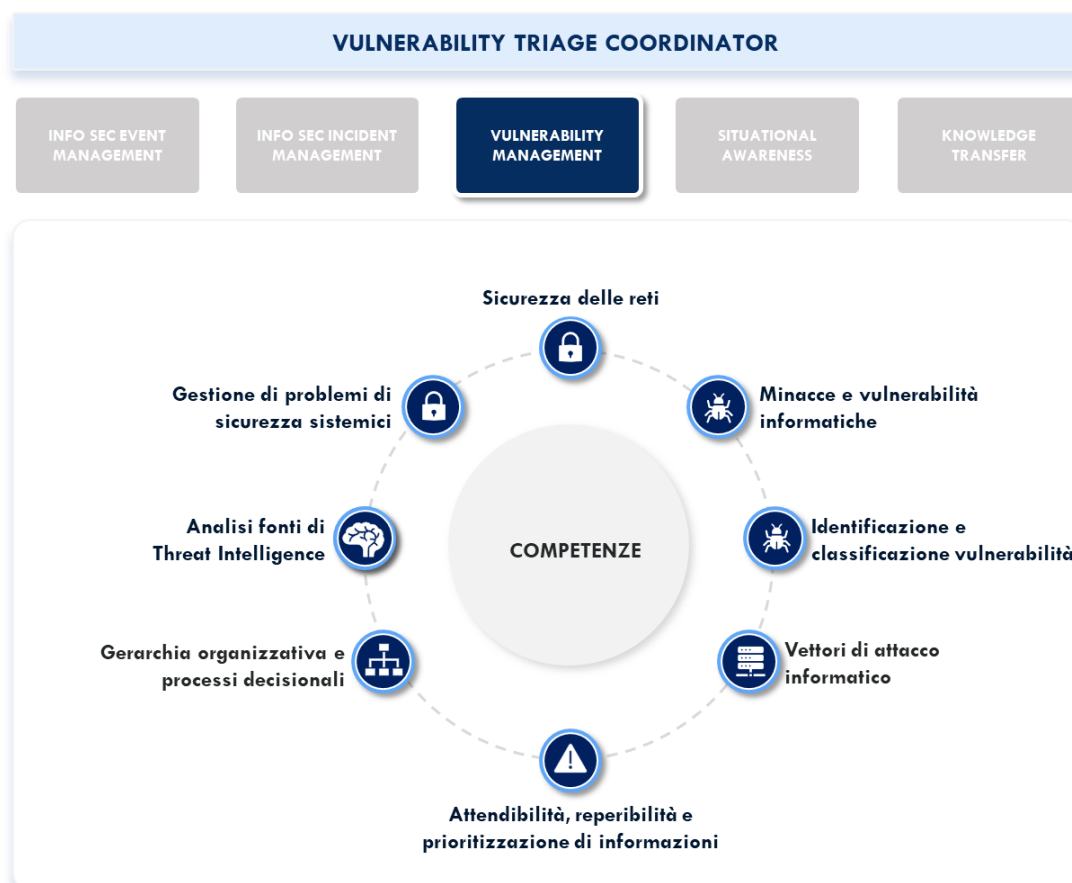 VULNERABILITY TRIAGE COORDINATOR
INFO SEC EVENT
MANAGEMENT
INFO SEC INCIDENT
MANAGEMENT
VULNERABILITY
MANAGEMENT
SITUATIONAL
AWARENESS
KNOWLEDGE
TRANSFER
Sicurezza delle reti
Gestione di problemi di
sicurezza sistemici
Minacce e vulnerabilità
informatiche
Analisi fonti di
Threat Intelligence
COMPETENZE
Identificazione e
classificazione vulnerabilità
Gerarchia organizzativa e
processi decisionali
Vettori di attacco
informatico
Attendibilità, reperibilità e
prioritizzazione di informazioni